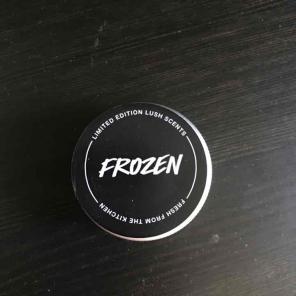 LIMITED EDITION LUSH SCENTS
FROZEN
FRESH FROM THE KITCHEN